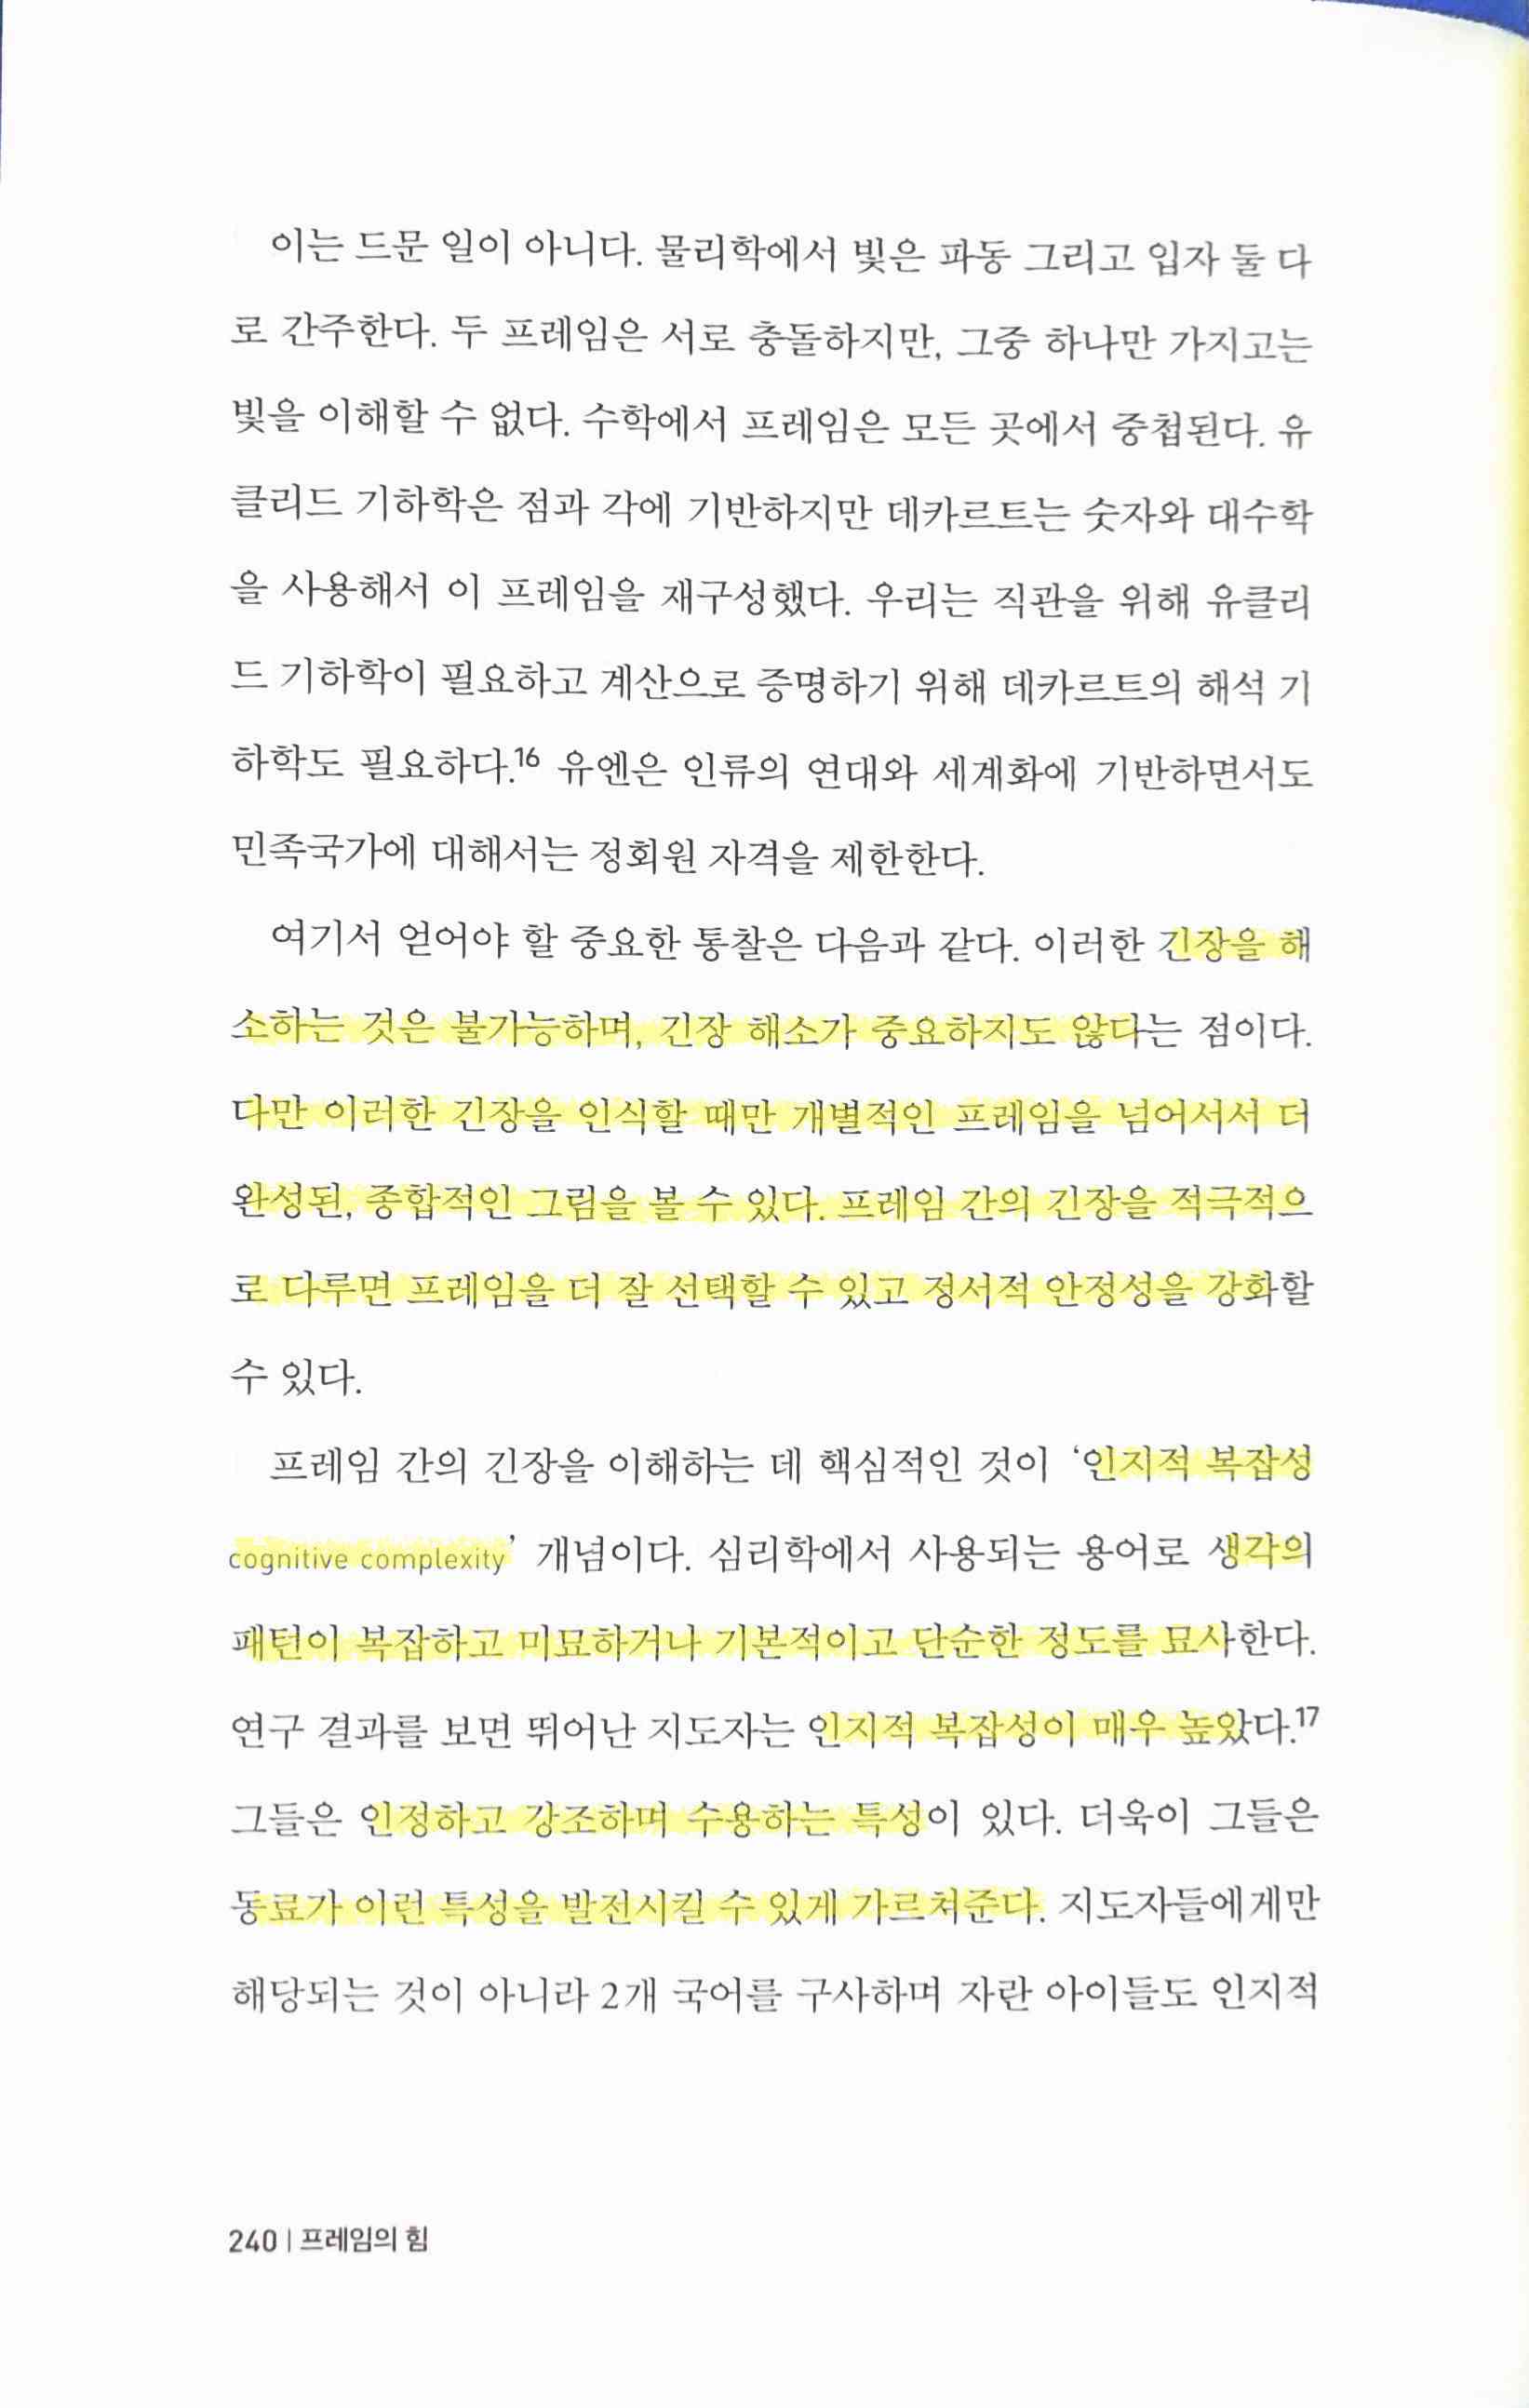 이는 드문 일이 아니다. 물리학에서 빛은 파동 그리고 입자 둘 다
로 간주한다. 두 프레임은 서로 충돌하지만, 그중 하나만 가지고는
빛을 이해할 수 없다. 수학에서 프레임은 모든 곳에서 중첩된다. 유
클리드 기하학은 점과 각에 기반하지만 데카르트는 숫자와 대수학
을 사용해서 이 프레임을 재구성했다. 우리는 직관을 위해 유클리
드 기하학이 필요하고 계산으로 증명하기 위해 데카르트의 해석 기
하학도 필요하다.16 유엔은 인류의 연대와 세계화에 기반하면서도
민족국가에 대해서는 정회원 자격을 제한한다.
여기서 얻어야 할 중요한 통찰은 다음과 같다. 이러한 긴장을 해
소하는 것은 불가능하며, 긴장 해소가 중요하지도 않다는 점이다.
다만 이러한 긴장을 인식할 때만 개별적인 프레임을 넘어서서 더
완성된, 종합적인 그림을 볼 수 있다. 프레임 간의 긴장을 적극적으
로 다루면 프레임을 더 잘 선택할 수 있고 정서적 안정성을 강화할
수 있다.
프레임 간의 긴장을 이해하는 데 핵심적인 것이 ‘인지적 복잡성
cognitive complexity’ 개념이다. 심리학에서 사용되는 용어로 생각의
패턴이 복잡하고 미묘하거나 기본적이고 단순한 정도를 묘사한다.
연구 결과를 보면 뛰어난 지도자는 인지적 복잡성이 매우 높았다.17
그들은 인정하고 강조하며 수용하는 특성이 있다. 더욱이 그들은
동료가 이런 특성을 발전시킬 수 있게 가르쳐준다. 지도자들에게만
해당되는 것이 아니라 2개 국어를 구사하며 자란 아이들도 인지적
240 | 프레임의 힘